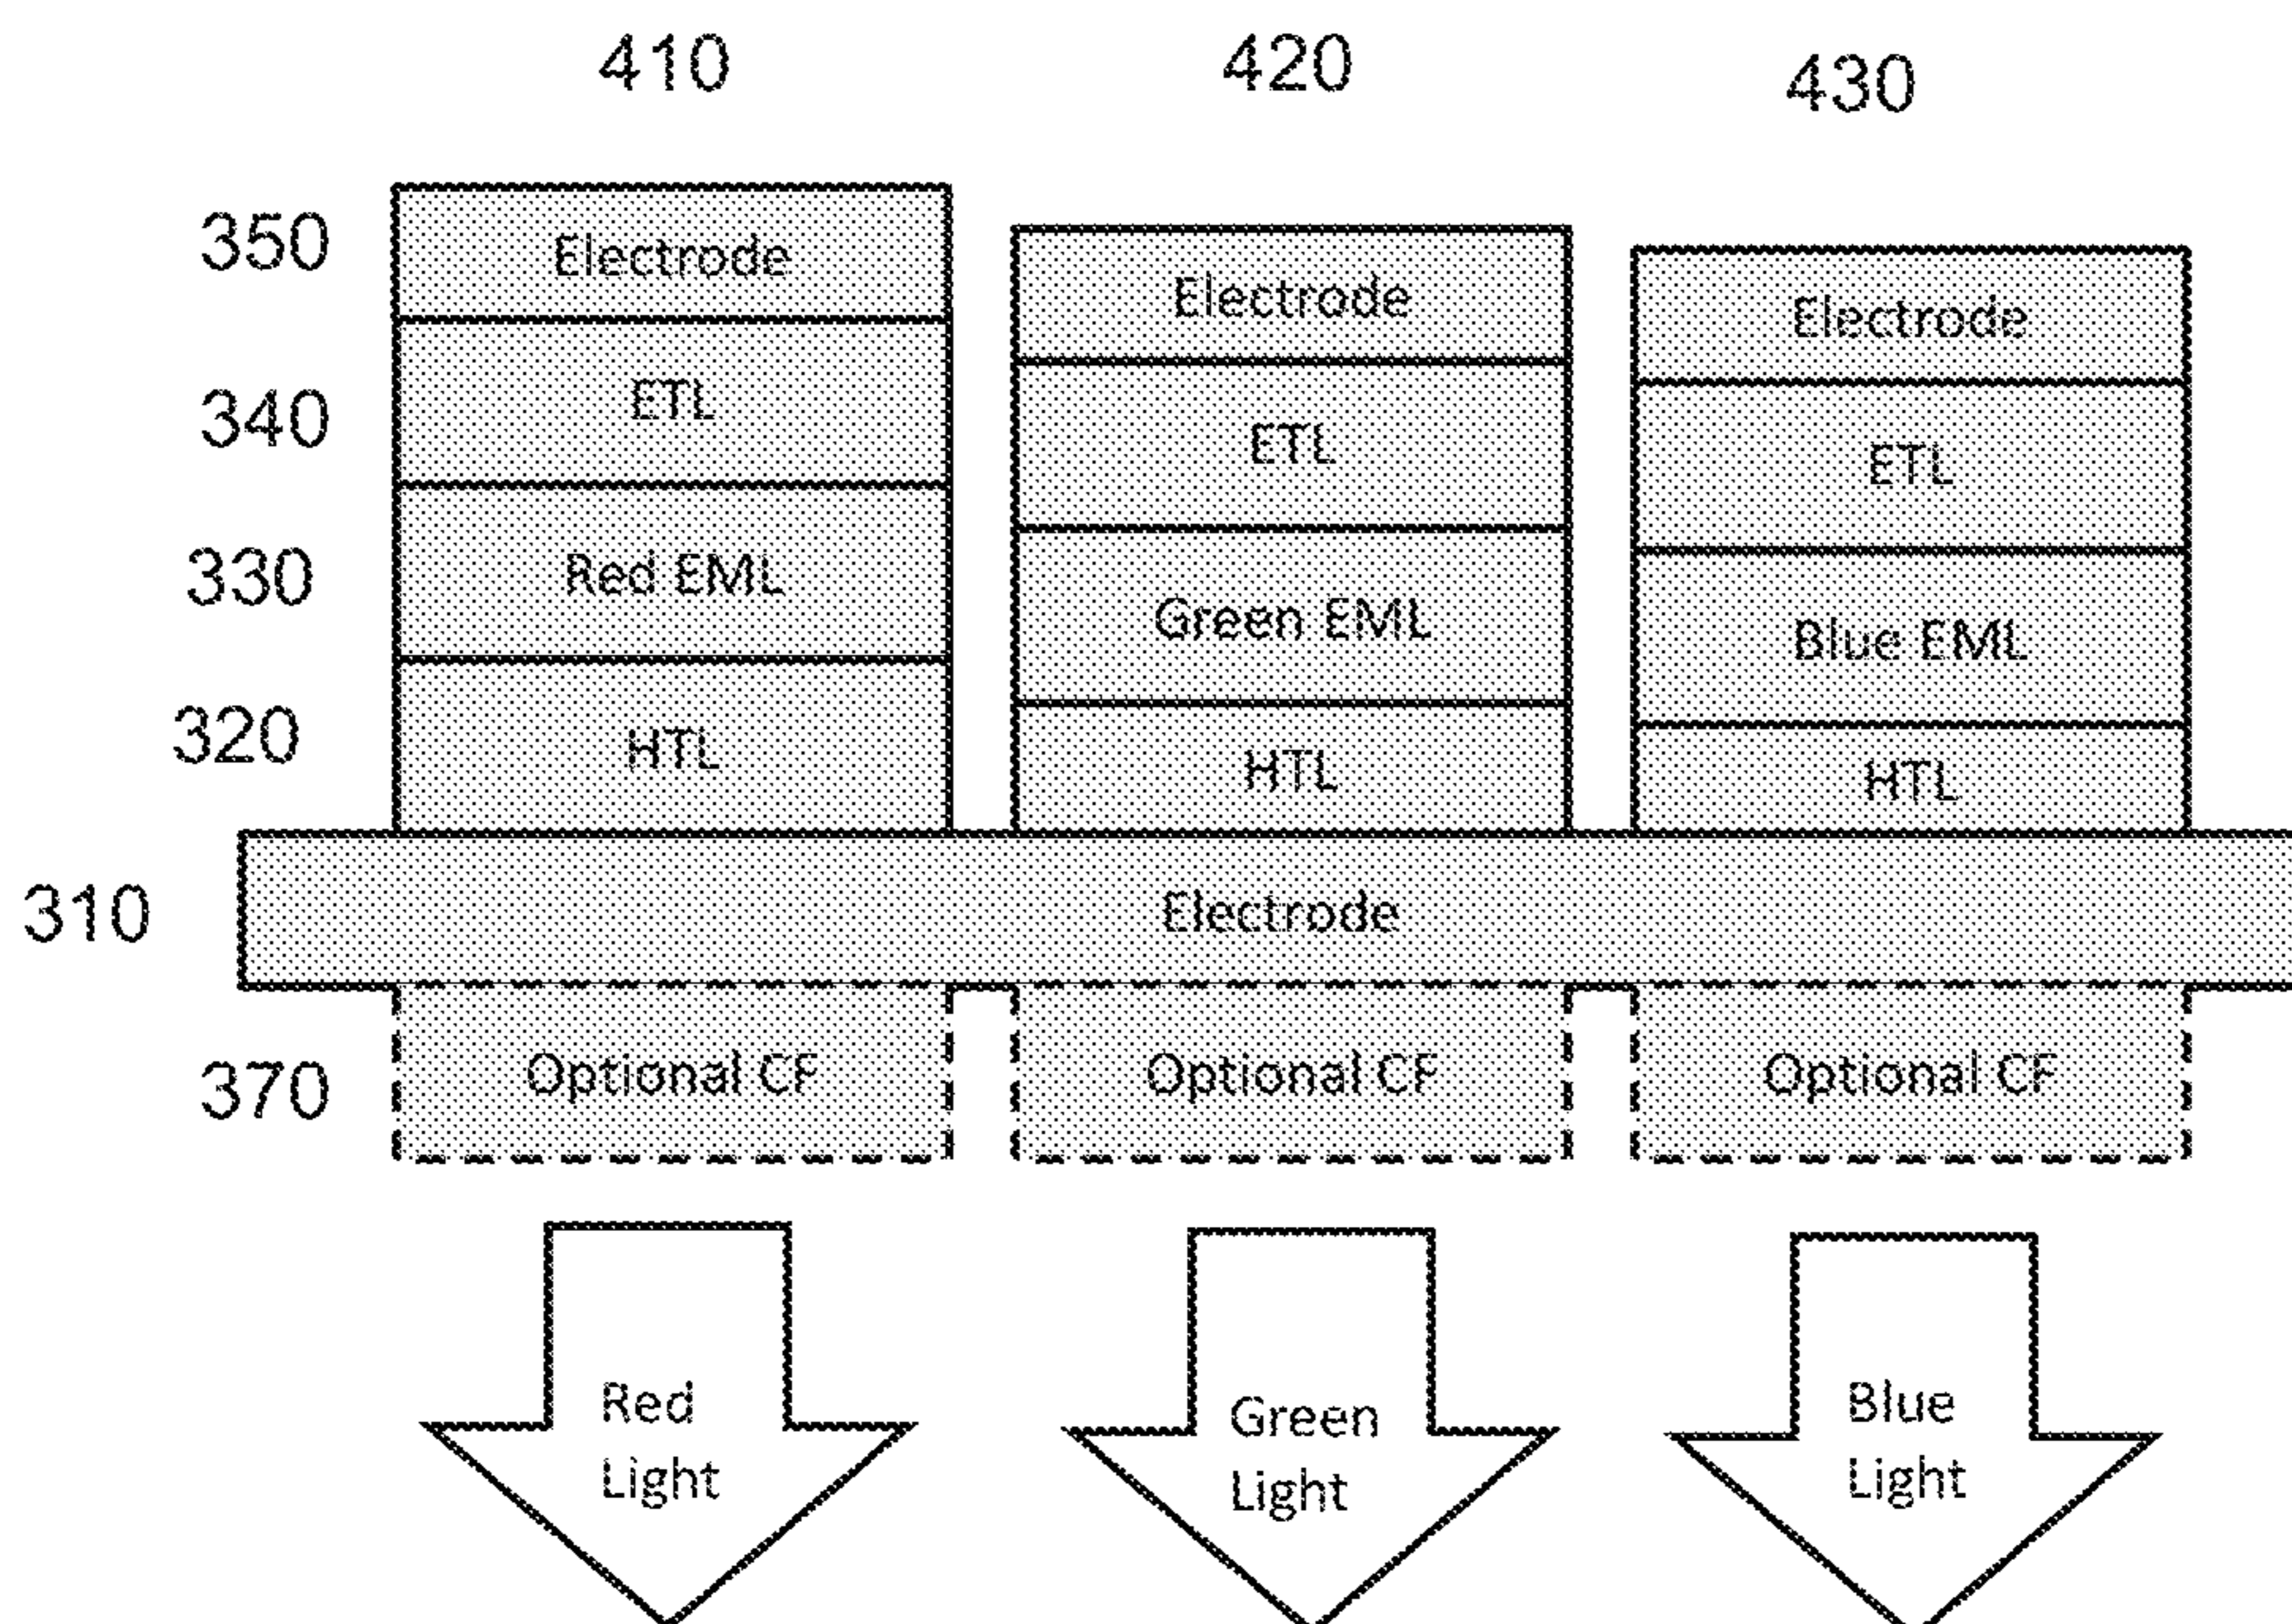 410 420 430
350 Electrode Electrode Electrode
340 ETL ETL ETL
330 Red EML Green EML Blue EML
320 HTL HTL HTL
310 Electrode
370 Optional CF Optional CF Optional CF
Red Green Blue
Light Light Light